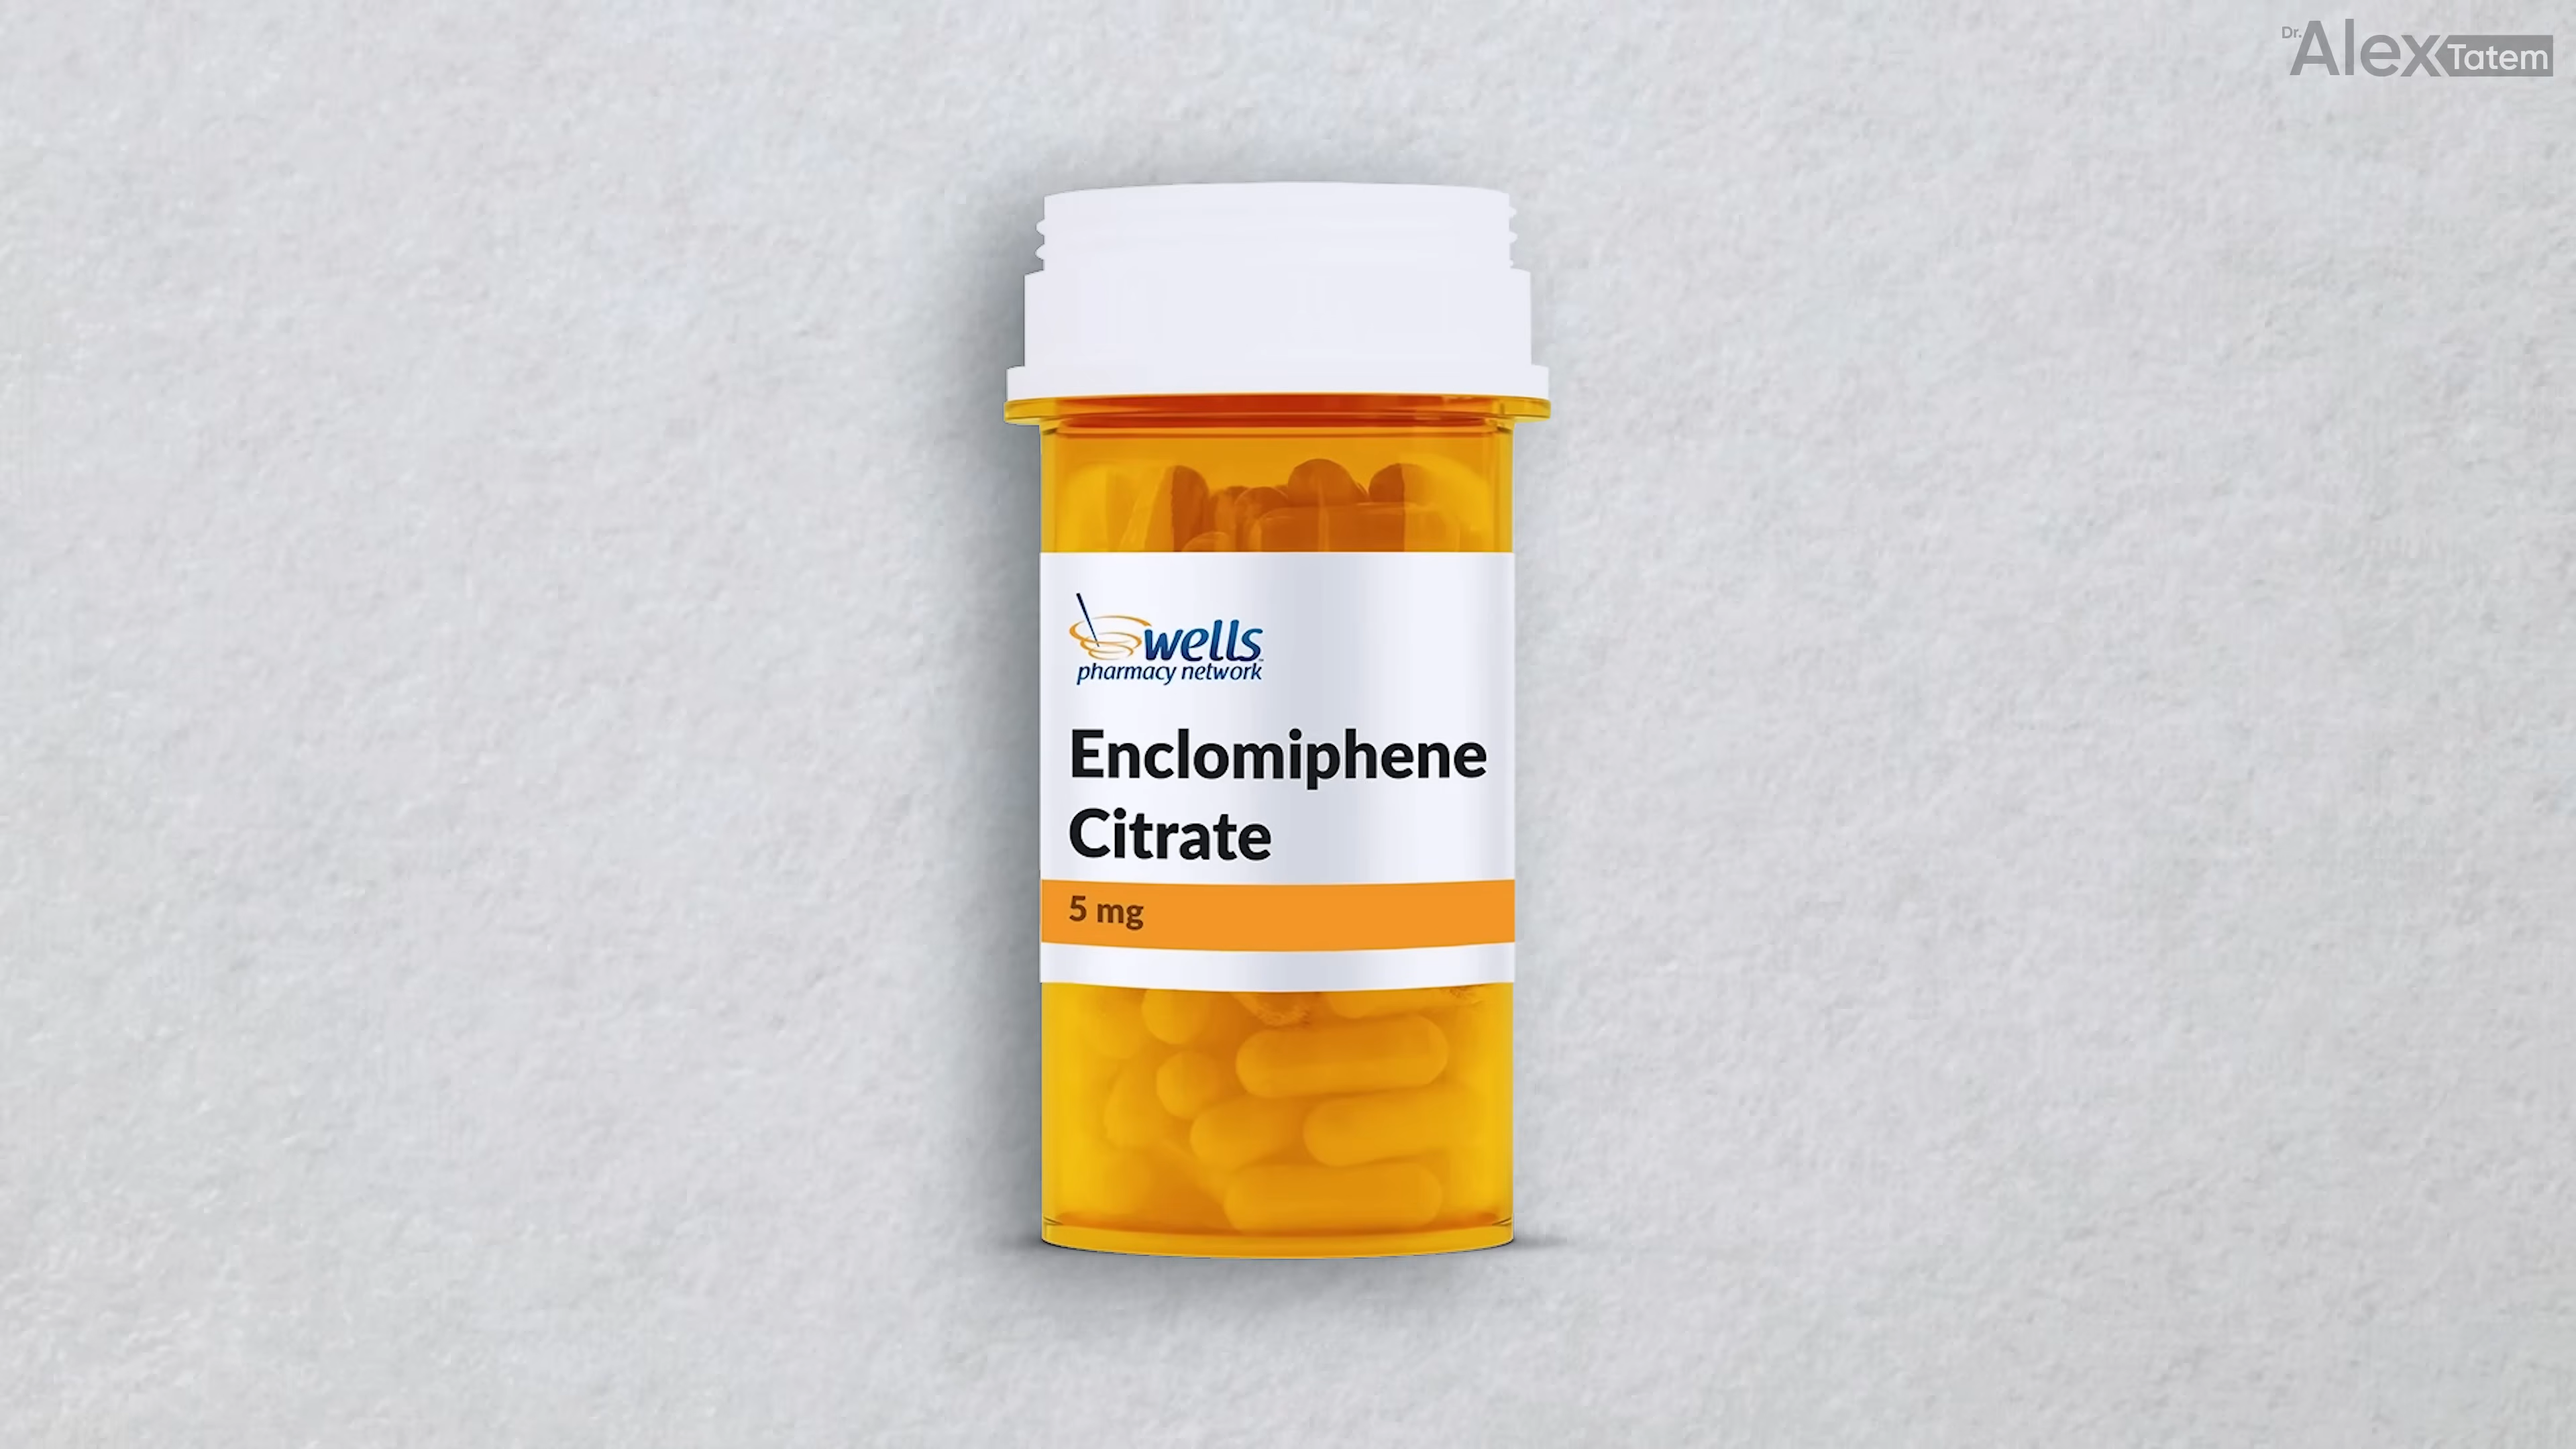 Dr. Alex Tatem
wells
pharmacy network
Enclomiphene
Citrate
5 mg